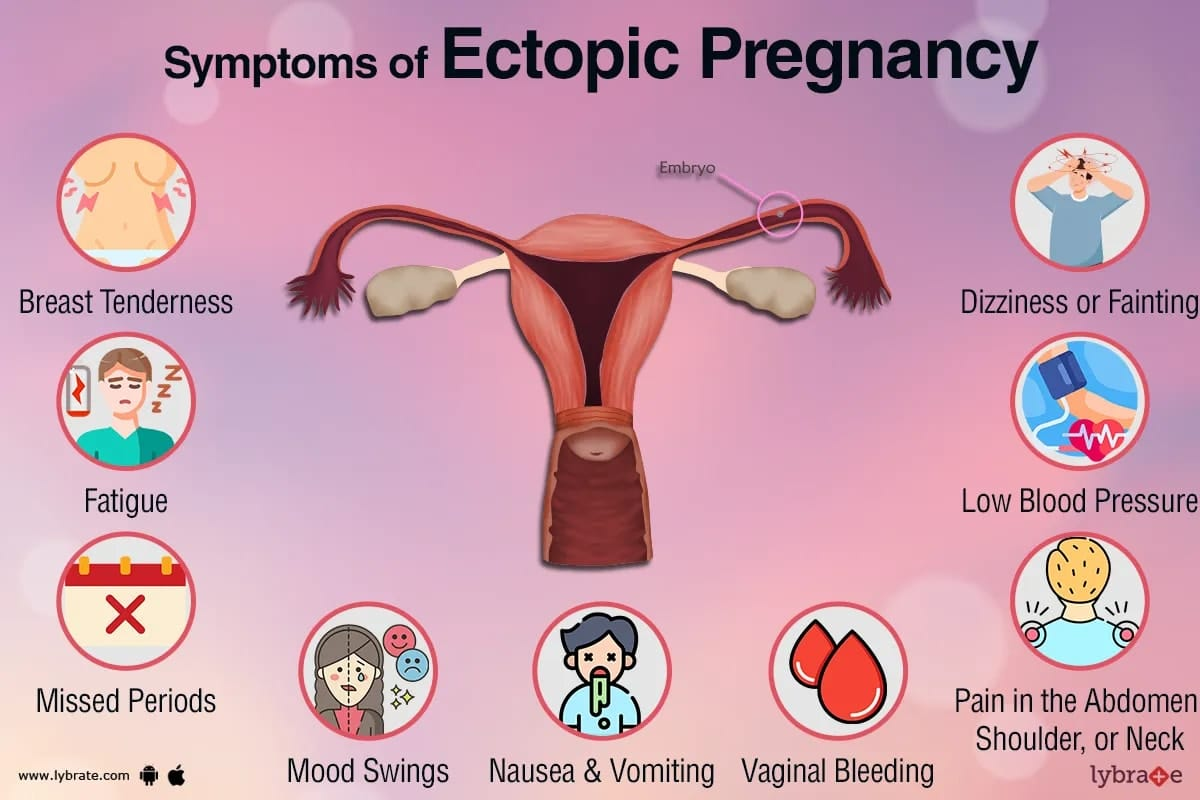 Symptoms of Ectopic Pregnancy
Embryo
Breast Tenderness
Dizziness or Fainting
Fatigue
Low Blood Pressure
Missed Periods
Pain in the Abdomen
Shoulder, or Neck
Mood Swings
Nausea & Vomiting
Vaginal Bleeding
www.lybrate.com
lybrate